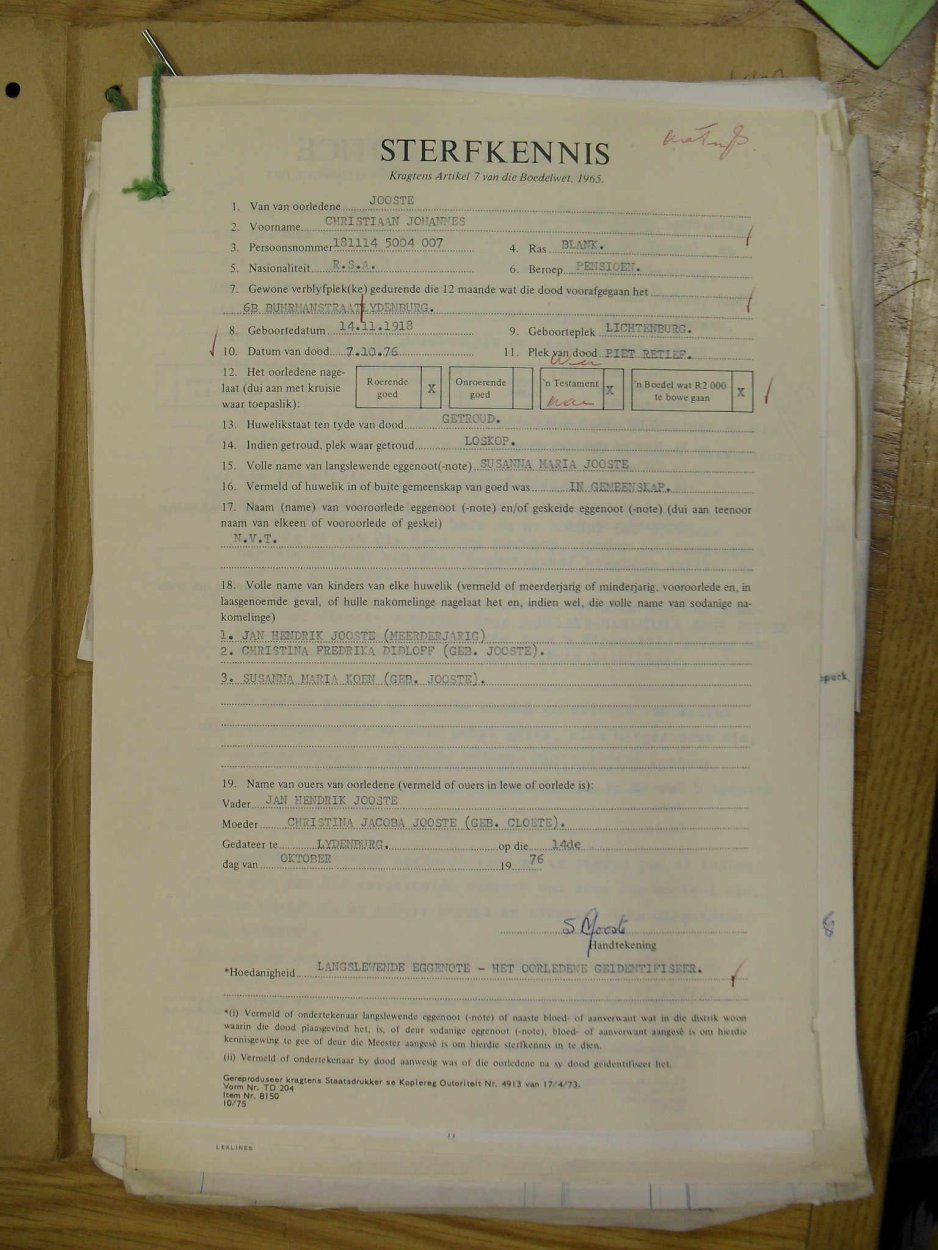 STERFKENNIS
Kragtens Artikel 7 van die Boedelwet, 1965.
1. Van van oorledene JOOSTE
2. Voorname CHRISTIAAN JOHANNES
3. Persoonsnommer 181114 5004 007 4. Ras BLANK.
5. Nasionaliteit R.S.A. 6. Beroep PENSIOEN.
7. Gewone verblyfplek(ke) gedurende die 12 maande wat die dood voorafgegaan het
6B BUHRMANSTRAAT LYDENBURG.
8. Geboortedatum 14.11.1918 9. Geboorteplek LICHTENBURG.
10. Datum van dood 7.10.76 11. Plek van dood PIET RETIEF.
12. Het oorledene nage-
laat (dui aan met kruisie
waar toepaslik):
Roerende
goed X
Onroerende
goed
'n Testament X
'n Boedel wat R2 000
te bowe gaan X
13. Huwelikstaat ten tyde van dood GETROUD.
14. Indien getroud, plek waar getroud LOSKOP.
15. Volle name van langslewende eggenoot(-note) SUSANNA MARIA JOOSTE
16. Vermeld of huwelik in of buite gemeenskap van goed was IN GEMEENSKAP.
17. Naam (name) van vooroorlede eggenoot (-note) en/of geskeide eggenoot (-note) (dui aan teenoor
naam van elkeen of vooroorlede of geskei)
N.V.T.
18. Volle name van kinders van elke huwelik (vermeld of meerderjarig of minderjarig, vooroorlede en, in
laasgenoemde geval, of hulle nakomelinge nagelaat het en, indien wel, die volle name van sodanige na-
komelinge)
1. JAN HENDRIK JOOSTE (MEERDERJARIG)
2. CHRISTINA FREDRIKA DIDLOFF (GEB. JOOSTE).
3. SUSANNA MARIA KOEN (GEB. JOOSTE).
19. Name van ouers van oorledene (vermeld of ouers in lewe of oorlede is):
Vader JAN HENDRIK JOOSTE
Moeder CHRISTINA JACOBA JOOSTE (GEB. CLOETE).
Gedateer te LYDENBURG. op die 14de
dag van OKTOBER 19 76
S Mjooste
Handtekening
*Hoedanigheid LANGSLEWENDE EGGENOTE - HET OORLEDENE GEIDENTIFISEER.
*(i) Vermeld of ondertekenaar langslewende eggenoot (-note) of naaste bloed- of aanverwant wat in die distrik woon
waarin die dood plaasgevind het, is, of deur sodanige eggenoot (-note), bloed- of aanverwant aangesê is om hierdie
kennisgewing te gee of deur die Meester aangesê is om hierdie sterfkennis in te dien.
(ii) Vermeld of ondertekenaar by dood aanwesig was of die oorledene na sy dood geïdentifiseer het.
Gereproduseer kragtens Staatsdrukker se Kopiereg Outoriteit Nr. 4913 van 17/4/73.
Vorm Nr. TD 204
Item Nr. 8150
10/75
LEXLINES